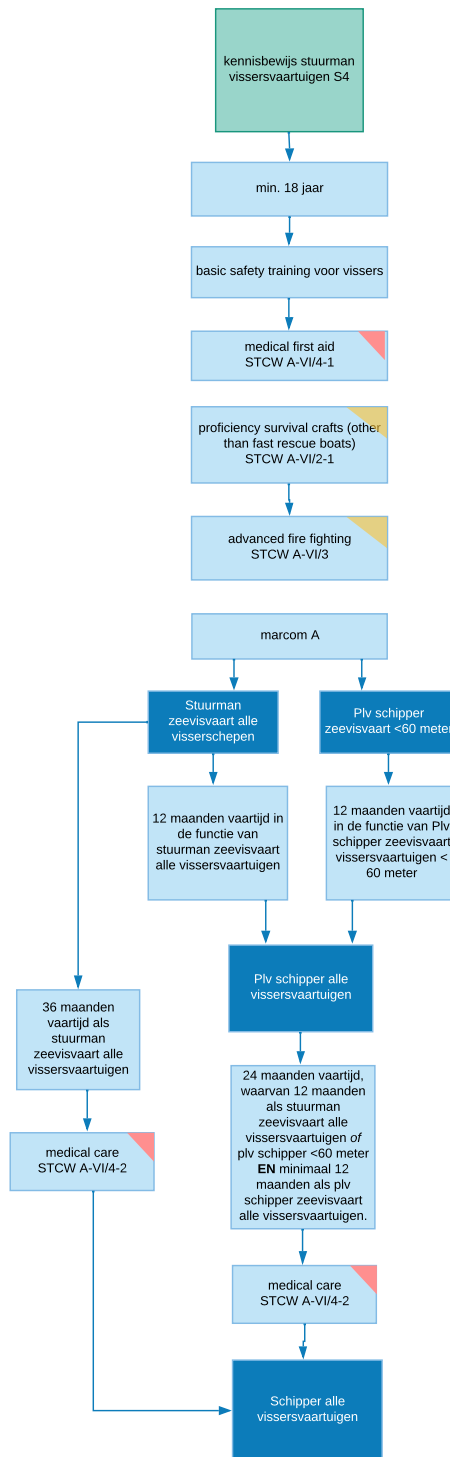 kennisbewijs stuurman
vissersvaartuigen S4
min. 18 jaar
basic safety training voor vissers
medical first aid
STCW A-VI/4-1
proficiency survival crafts (other
than fast rescue boats)
STCW A-VI/2-1
advanced fire fighting
STCW A-VI/3
marcom A
Stuurman
zeevisvaart alle
visserschepen
Plv schipper
zeevisvaart <60 meter
12 maanden vaartijd in
de functie van
stuurman zeevisvaart
alle vissersvaartuigen
12 maanden vaartijd
in de functie van Plv
schipper zeevisvaart
vissersvaartuigen <
60 meter
Plv schipper alle
vissersvaartuigen
36 maanden
vaartijd als
stuurman
zeevisvaart alle
vissersvaartuigen
24 maanden vaartijd,
waarvan 12 maanden
als stuurman
zeevisvaart alle
vissersvaartuigen of
plv schipper <60 meter
EN minimaal 12
maanden als plv
schipper zeevisvaart
alle vissersvaartuigen.
medical care
STCW A-VI/4-2
medical care
STCW A-VI/4-2
Schipper alle
vissersvaartuigen